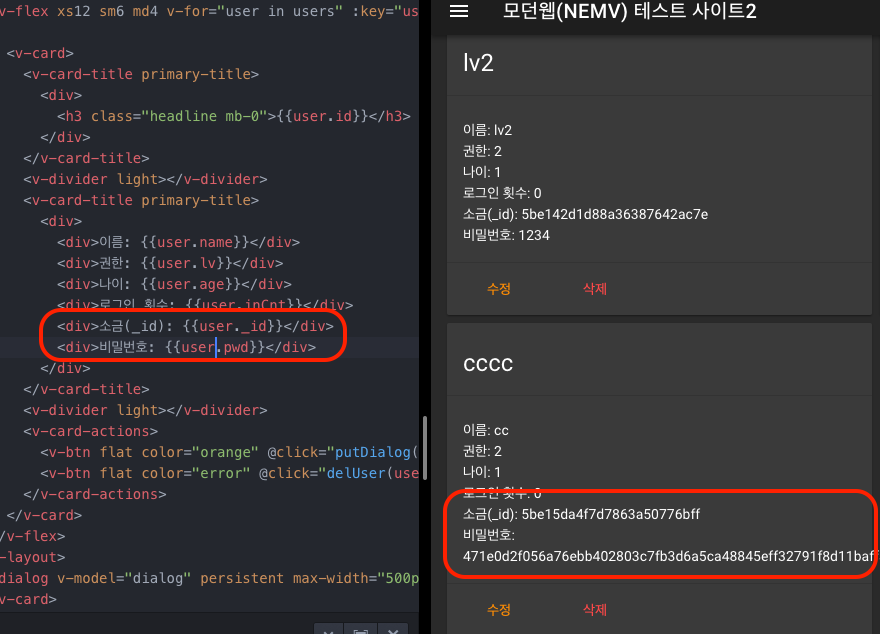 v-flex xs12 sm6 md4 v-for="user in users" :key="us
<v-card>
<v-card-title primary-title>
<div>
<h3 class="headline mb-0">{{user.id}}</h3>
</div>
</v-card-title>
<v-divider light></v-divider>
<v-card-title primary-title>
<div>
<div>이름: {{user.name}}</div>
<div>권한: {{user.lv}}</div>
<div>나이: {{user.age}}</div>
<div>로그인 횟수: {{user.inCnt}}</div>
<div>소금(_id): {{user._id}}</div>
<div>비밀번호: {{user.pwd}}</div>
</div>
</v-card-title>
<v-divider light></v-divider>
<v-card-actions>
<v-btn flat color="orange" @click="putDialog(
<v-btn flat color="error" @click="delUser(use
</v-card-actions>
</v-card>
/v-flex>
-layout>
dialog v-model="dialog" persistent max-width="500p
v-card>
모던웹(NEMV) 테스트 사이트2
lv2
이름: lv2
권한: 2
나이: 1
로그인 횟수: 0
소금(_id): 5be142d1d88a36387642ac7e
비밀번호: 1234
수정 삭제
cccc
이름: cc
권한: 2
나이: 1
로그인 횟수: 0
소금(_id): 5be15da4f7d7863a50776bff
비밀번호:
471e0d2f056a76ebb402803c7fb3d6a5ca48845eff32791f8d11baf
수정 삭제